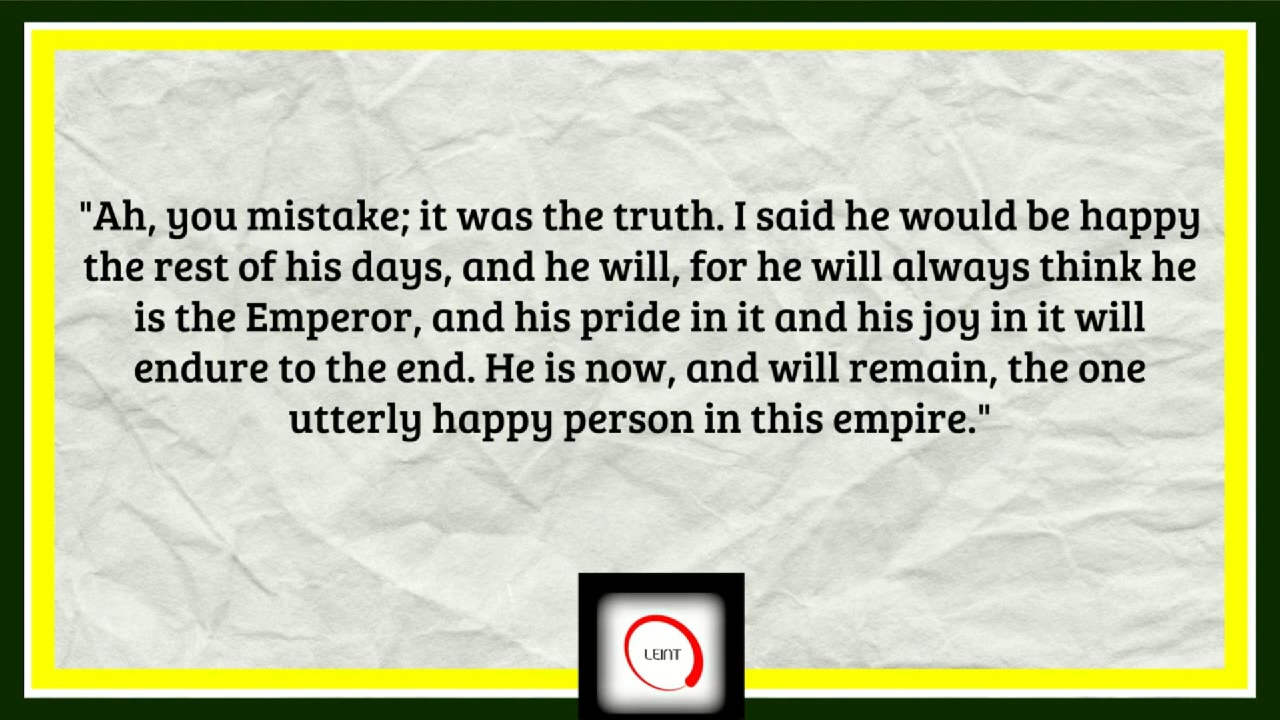 "Ah, you mistake; it was the truth. I said he would be happy
the rest of his days, and he will, for he will always think he
is the Emperor, and his pride in it and his joy in it will
endure to the end. He is now, and will remain, the one
utterly happy person in this empire."
LEINT